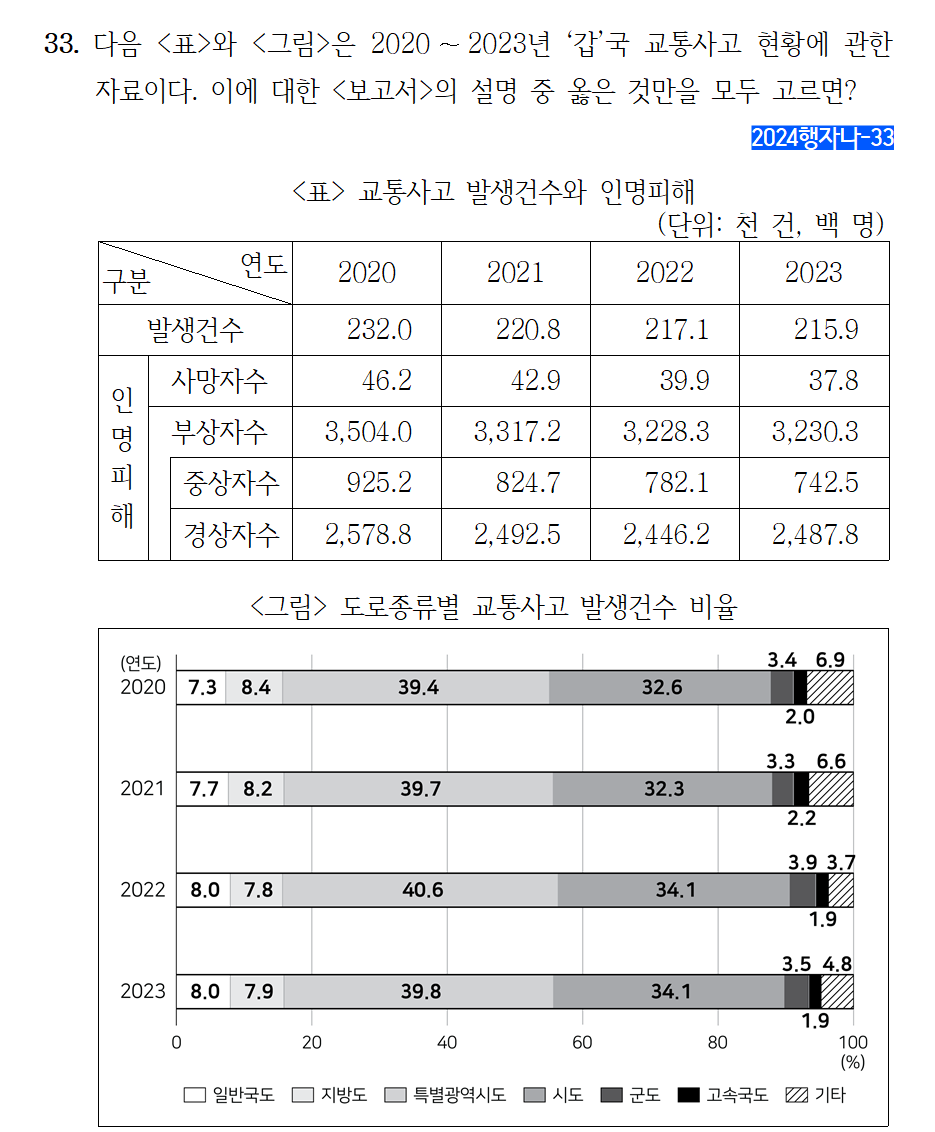 33. 다음 <표>와 <그림>은 2020 ~ 2023년 ‘갑’국 교통사고 현황에 관한
자료이다. 이에 대한 <보고서>의 설명 중 옳은 것만을 모두 고르면?
2024행자나-33
<표> 교통사고 발생건수와 인명피해
(단위: 천 건, 백 명)
구분 연도 2020 2021 2022 2023
발생건수 232.0 220.8 217.1 215.9
인명피해
사망자수 46.2 42.9 39.9 37.8
부상자수 3,504.0 3,317.2 3,228.3 3,230.3
중상자수 925.2 824.7 782.1 742.5
경상자수 2,578.8 2,492.5 2,446.2 2,487.8
<그림> 도로종류별 교통사고 발생건수 비율
(연도)
2020 7.3 8.4 39.4 32.6 3.4 2.0 6.9
2021 7.7 8.2 39.7 32.3 3.3 2.2 6.6
2022 8.0 7.8 40.6 34.1 3.9 1.9 3.7
2023 8.0 7.9 39.8 34.1 3.5 1.9 4.8
0 20 40 60 80 100
(%)
일반국도 지방도 특별광역시도 시도 군도 고속국도 기타